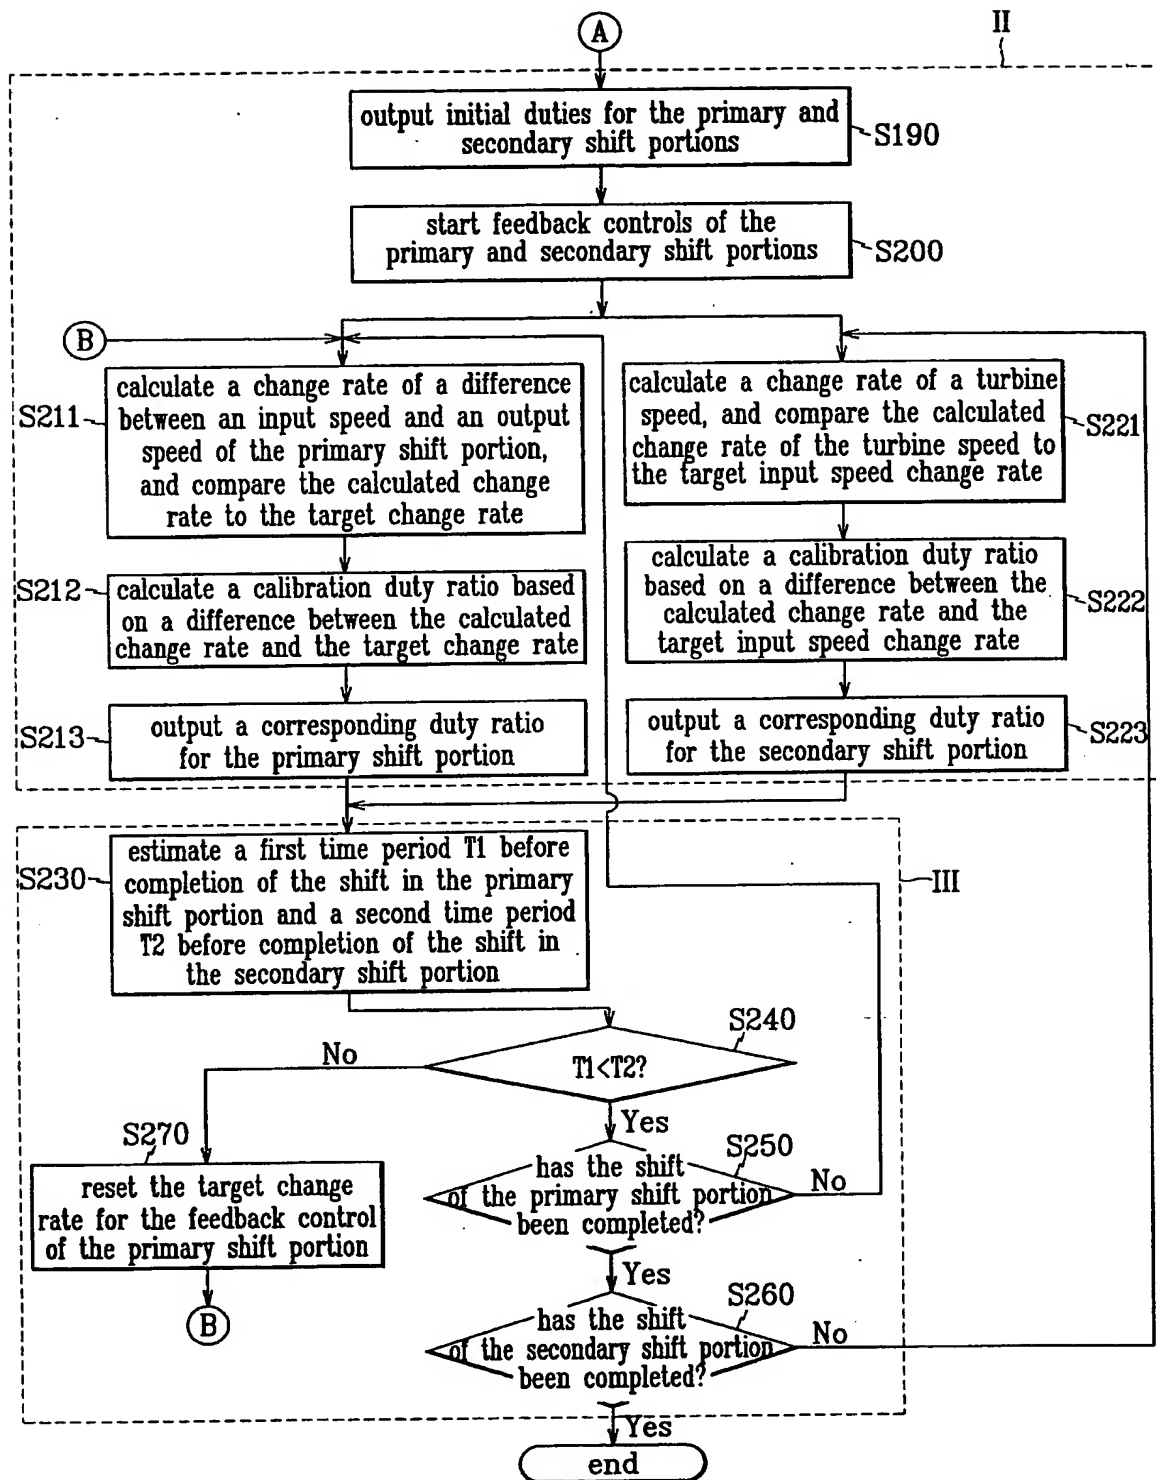 A
II
output initial duties for the primary and
secondary shift portions
S190
start feedback controls of the
primary and secondary shift portions
S200
B
calculate a change rate of a difference
between an input speed and an output
speed of the primary shift portion,
and compare the calculated change
rate to the target change rate
S211
calculate a change rate of a turbine
speed, and compare the calculated
change rate of the turbine speed to
the target input speed change rate
S221
S212
calculate a calibration duty ratio based
on a difference between the calculated
change rate and the target change rate
calculate a calibration duty ratio
based on a difference between the
calculated change rate and the
target input speed change rate
S222
S213
output a corresponding duty ratio
for the primary shift portion
output a corresponding duty ratio
for the secondary shift portion
S223
S230
estimate a first time period T1 before
completion of the shift in the primary
shift portion and a second time period
T2 before completion of the shift in
the secondary shift portion
III
S240
T1<T2?
No
Yes
S270
reset the target change
rate for the feedback control
of the primary shift portion
B
S250
has the shift
of the primary shift portion
been completed?
No
Yes
S260
has the shift
of the secondary shift portion
been completed?
No
Yes
end